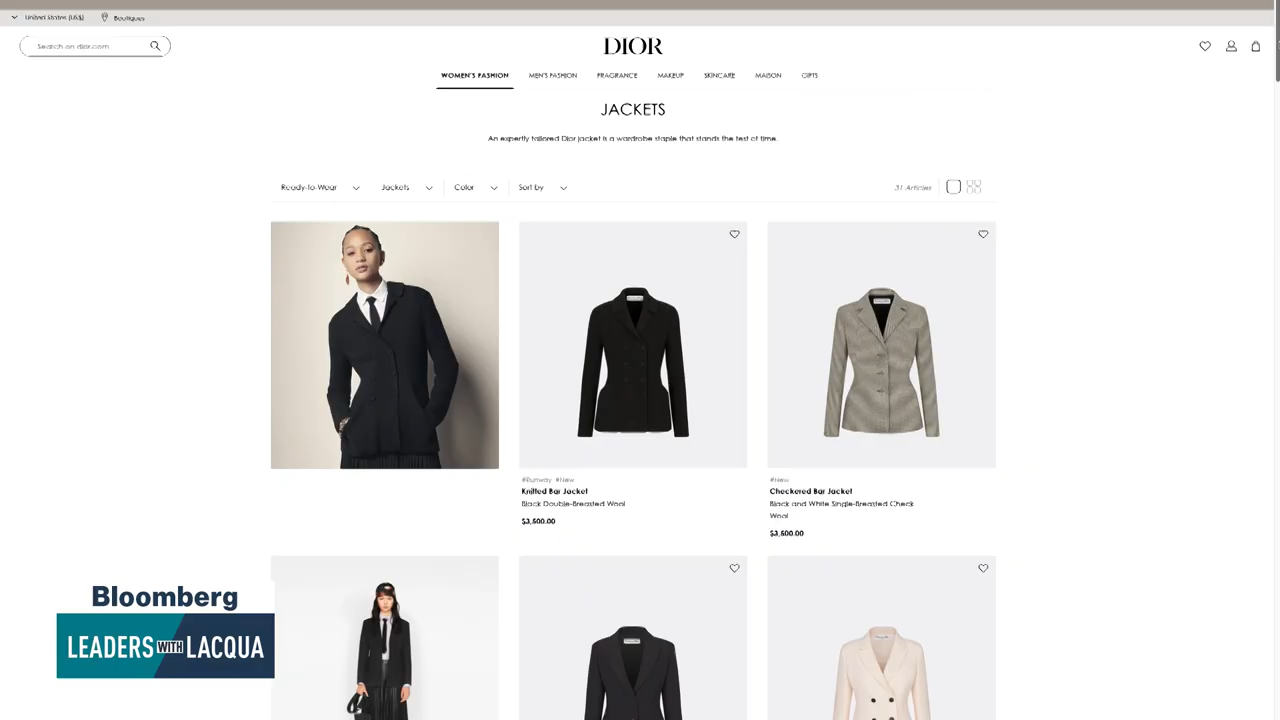 United States (US$)
Boutiques
Search on dior.com
DIOR
WOMEN'S FASHION
MEN'S FASHION
FRAGRANCE
MAKEUP
SKINCARE
MAISON
GIFTS
JACKETS
An expertly tailored Dior jacket is a wardrobe staple that stands the test of time.
Ready-to-Wear
Jackets
Color
Sort by
31 Articles
#Runway #New
Knitted Bar Jacket
Black Double-Breasted Wool
$3,500.00
#New
Checkered Bar Jacket
Black and White Single-Breasted Check
Wool
$3,500.00
Bloomberg
LEADERS WITH LACQUA